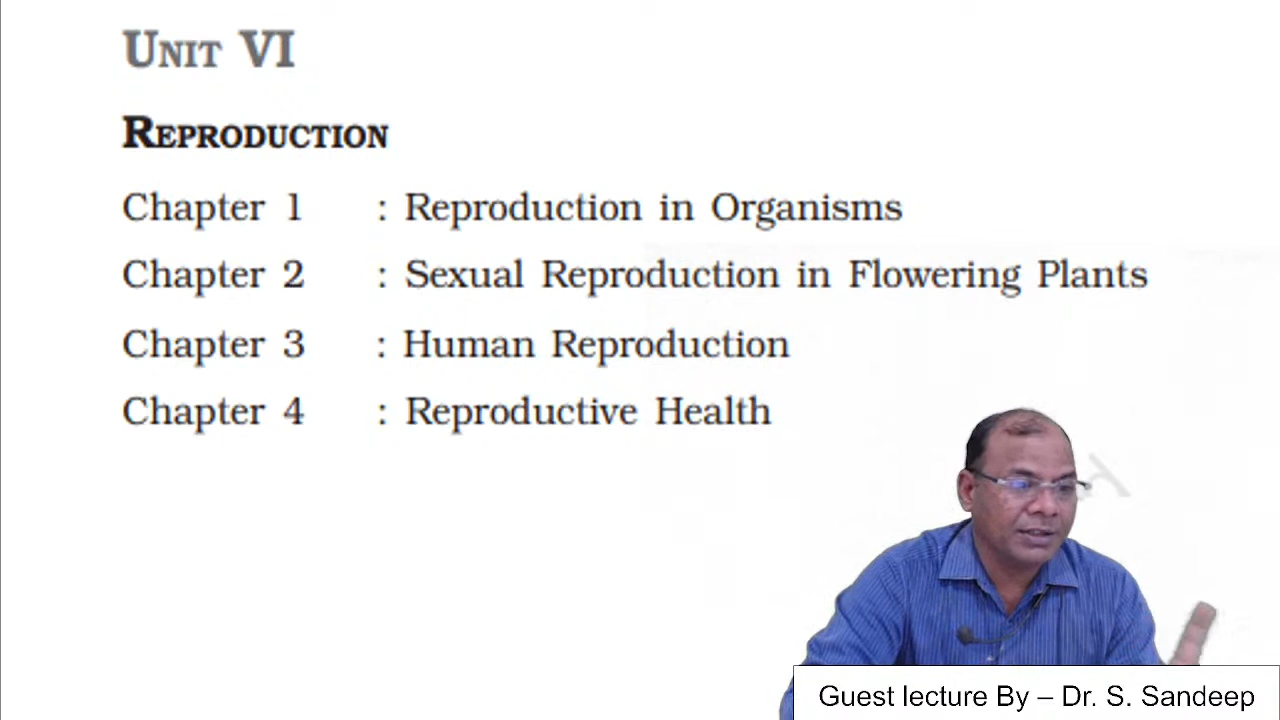 UNIT VI
REPRODUCTION
Chapter 1 : Reproduction in Organisms
Chapter 2 : Sexual Reproduction in Flowering Plants
Chapter 3 : Human Reproduction
Chapter 4 : Reproductive Health
Guest lecture By – Dr. S. Sandeep